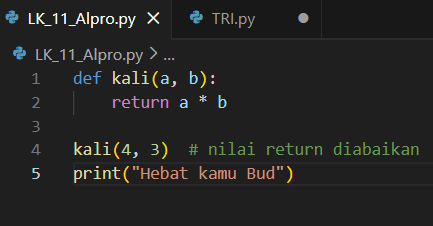 LK_11_Alpro.py
TRI.py
LK_11_Alpro.py > ...
1 def kali(a, b):
2     return a * b
3
4 kali(4, 3)  # nilai return diabaikan
5 print("Hebat kamu Bud")